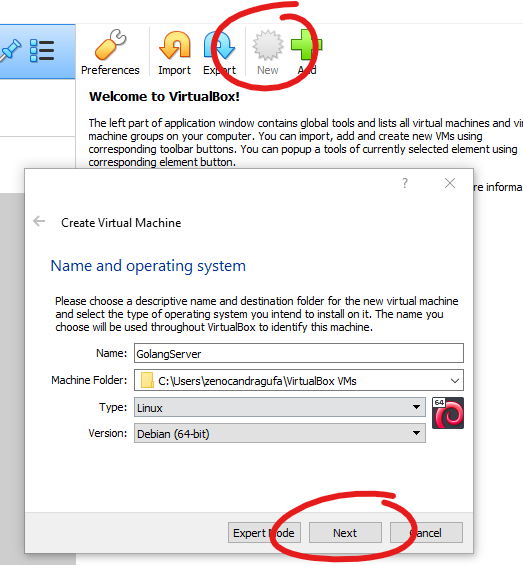 Preferences Import Export New Add
Welcome to VirtualBox!
The left part of application window contains global tools and lists all virtual machines and
machine groups on your computer. You can import, add and create new VMs using
corresponding toolbar buttons. You can popup a tools of currently selected element using
corresponding element button.
re informa
?
Create Virtual Machine
Name and operating system
Please choose a descriptive name and destination folder for the new virtual machine
and select the type of operating system you intend to install on it. The name you
choose will be used throughout VirtualBox to identify this machine.
Name: GolangServer
Machine Folder: C:\Users\zenocandragufa\VirtualBox VMs
Type: Linux
64
Version: Debian (64-bit)
Expert Mode Next Cancel